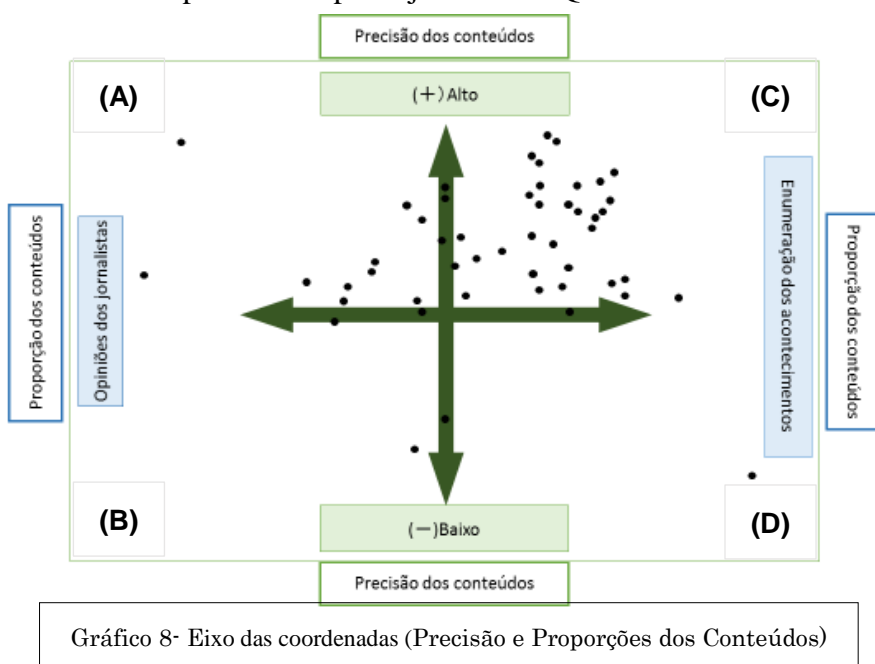 Precisão dos conteúdos
(A)
(＋)Alto
(C)
Proporção dos conteúdos
Opiniões dos jornalistas
Enumeração dos acontecimentos
Proporção dos conteúdos
(B)
(－)Baixo
(D)
Precisão dos conteúdos
Gráfico 8- Eixo das coordenadas (Precisão e Proporções dos Conteúdos)